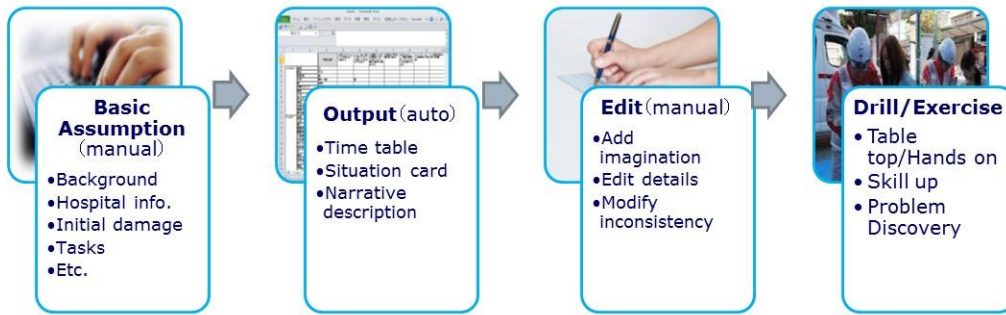 Basic
Assumption
(manual)
•Background
•Hospital info.
•Initial damage
•Tasks
•Etc.
Output(auto)
•Time table
•Situation card
•Narrative
description
Edit(manual)
•Add
imagination
•Edit details
•Modify
inconsistency
Drill/Exercise
• Table
top/Hands on
• Skill up
• Problem
Discovery